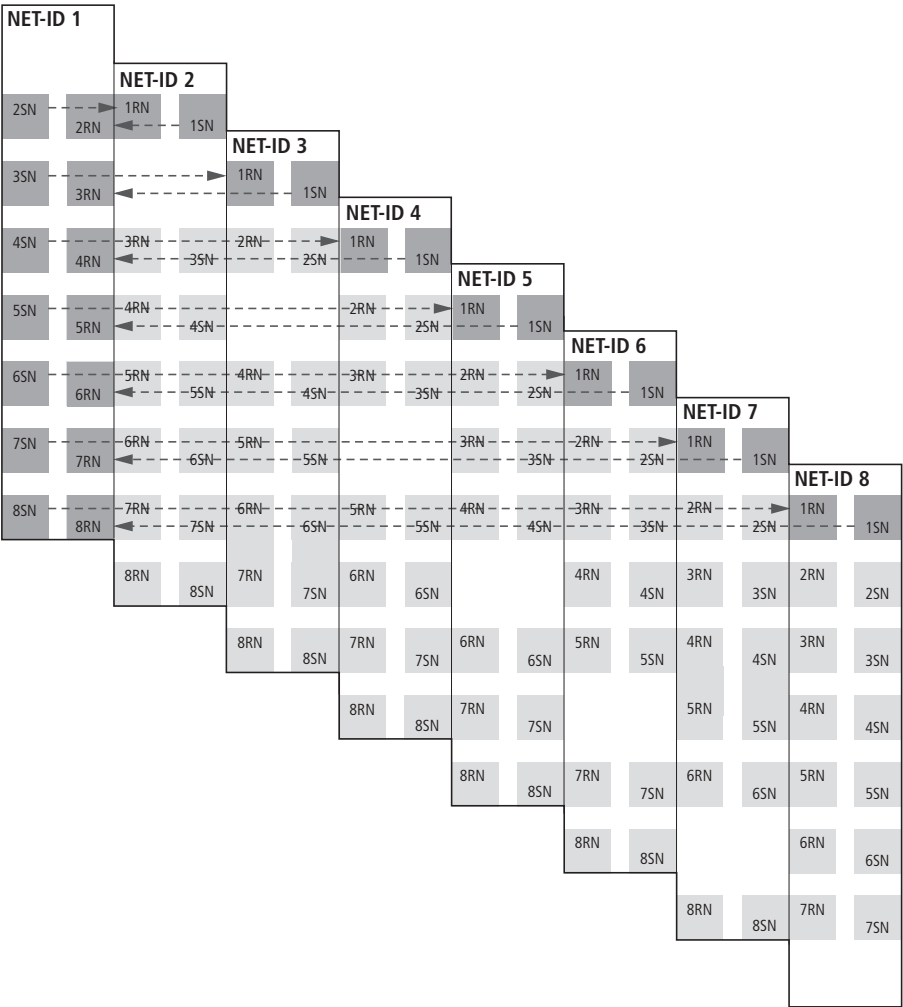 NET-ID 1
NET-ID 2
2SN 1RN
2RN 1SN
NET-ID 3
3SN 1RN
3RN 1SN
NET-ID 4
4SN 3RN 2RN 1RN
4RN 3SN 2SN 1SN
NET-ID 5
5SN 4RN 2RN 1RN
5RN 4SN 2SN 1SN
NET-ID 6
6SN 5RN 4RN 3RN 2RN 1RN
6RN 5SN 4SN 3SN 2SN 1SN
NET-ID 7
7SN 6RN 5RN 3RN 2RN 1RN
7RN 6SN 5SN 3SN 2SN 1SN
NET-ID 8
8SN 7RN 6RN 5RN 4RN 3RN 2RN 1RN
8RN 7SN 6SN 5SN 4SN 3SN 2SN 1SN
8RN 7RN 6RN 4RN 3RN 2RN
8SN 7SN 6SN 4SN 3SN 2SN
8RN 7RN 6RN 5RN 4RN 3RN
8SN 7SN 6SN 5SN 4SN 3SN
8RN 7RN 5RN 4RN
8SN 7SN 5SN 4SN
8RN 7RN 6RN 5RN
8SN 7SN 6SN 5SN
8RN 6RN
8SN 6SN
8RN 7RN
8SN 7SN